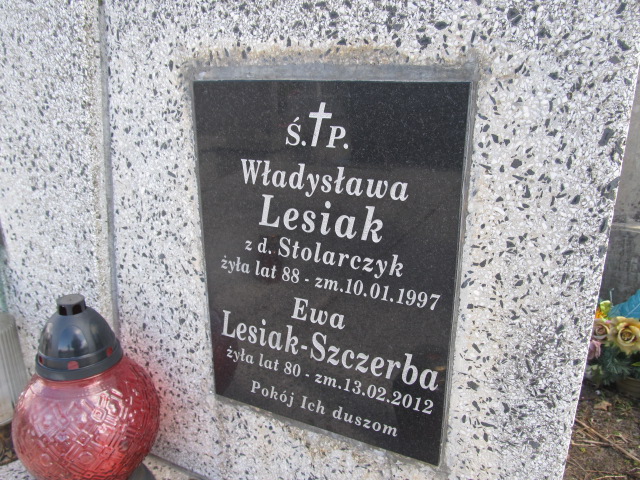 Ś.†P.
Władysława
Lesiak
z d. Stolarczyk
żyła lat 88 - zm. 10.01.1997
Ewa
Lesiak-Szczerba
żyła lat 80 - zm. 13.02.2012
Pokój Ich duszom